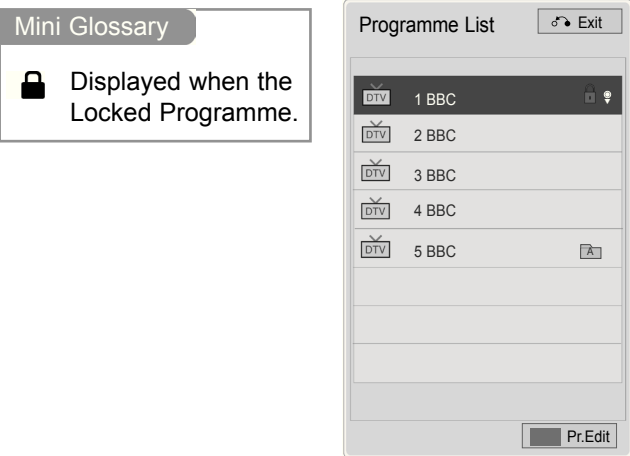 Mini Glossary
Displayed when the
Locked Programme.
Programme List
Exit
DTV 1 BBC
DTV 2 BBC
DTV 3 BBC
DTV 4 BBC
DTV 5 BBC A
Pr.Edit